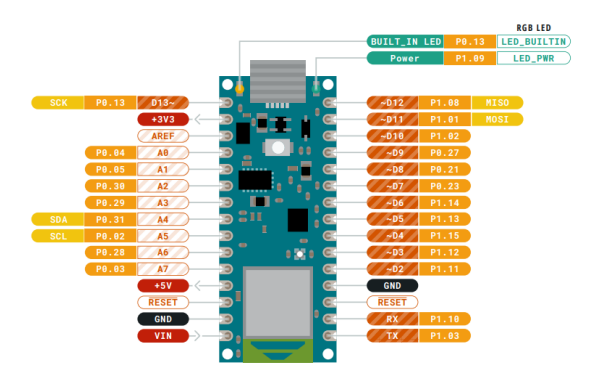 RGB LED
BUILT_IN LED P0.13 LED_BUILTIN
Power P1.09 LED_PWR
SCK P0.13 D13~ ~D12 P1.08 MISO
+3V3 ~D11 P1.01 MOSI
AREF ~D10 P1.02
P0.04 A0 ~D9 P0.27
P0.05 A1 ~D8 P0.21
P0.30 A2 ~D7 P0.23
P0.29 A3 ~D6 P1.14
SDA P0.31 A4 ~D5 P1.13
SCL P0.02 A5 ~D4 P1.15
P0.28 A6 ~D3 P1.12
P0.03 A7 ~D2 P1.11
+5V GND
RESET RESET
GND RX P1.10
VIN TX P1.03